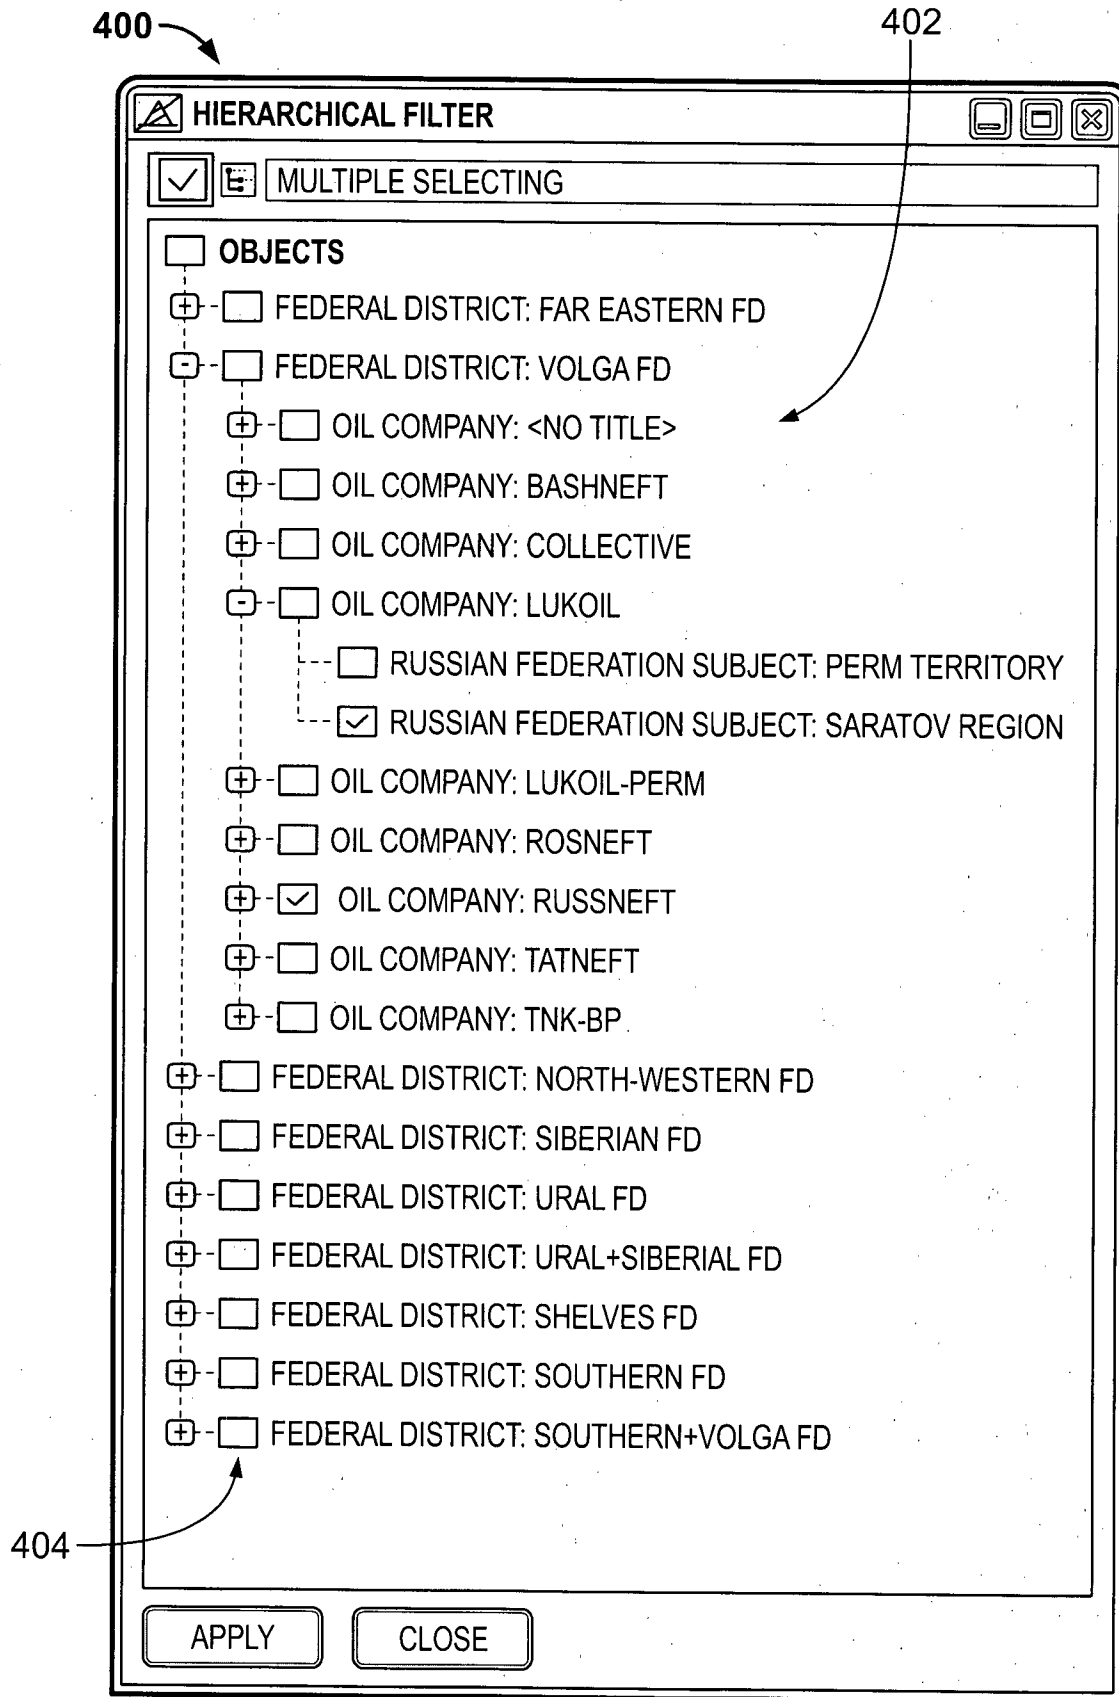 400
402
HIERARCHICAL FILTER
MULTIPLE SELECTING
OBJECTS
FEDERAL DISTRICT: FAR EASTERN FD
FEDERAL DISTRICT: VOLGA FD
OIL COMPANY: <NO TITLE>
OIL COMPANY: BASHNEFT
OIL COMPANY: COLLECTIVE
OIL COMPANY: LUKOIL
RUSSIAN FEDERATION SUBJECT: PERM TERRITORY
RUSSIAN FEDERATION SUBJECT: SARATOV REGION
OIL COMPANY: LUKOIL-PERM
OIL COMPANY: ROSNEFT
OIL COMPANY: RUSSNEFT
OIL COMPANY: TATNEFT
OIL COMPANY: TNK-BP
FEDERAL DISTRICT: NORTH-WESTERN FD
FEDERAL DISTRICT: SIBERIAN FD
FEDERAL DISTRICT: URAL FD
FEDERAL DISTRICT: URAL+SIBERIAL FD
FEDERAL DISTRICT: SHELVES FD
FEDERAL DISTRICT: SOUTHERN FD
FEDERAL DISTRICT: SOUTHERN+VOLGA FD
404
APPLY
CLOSE